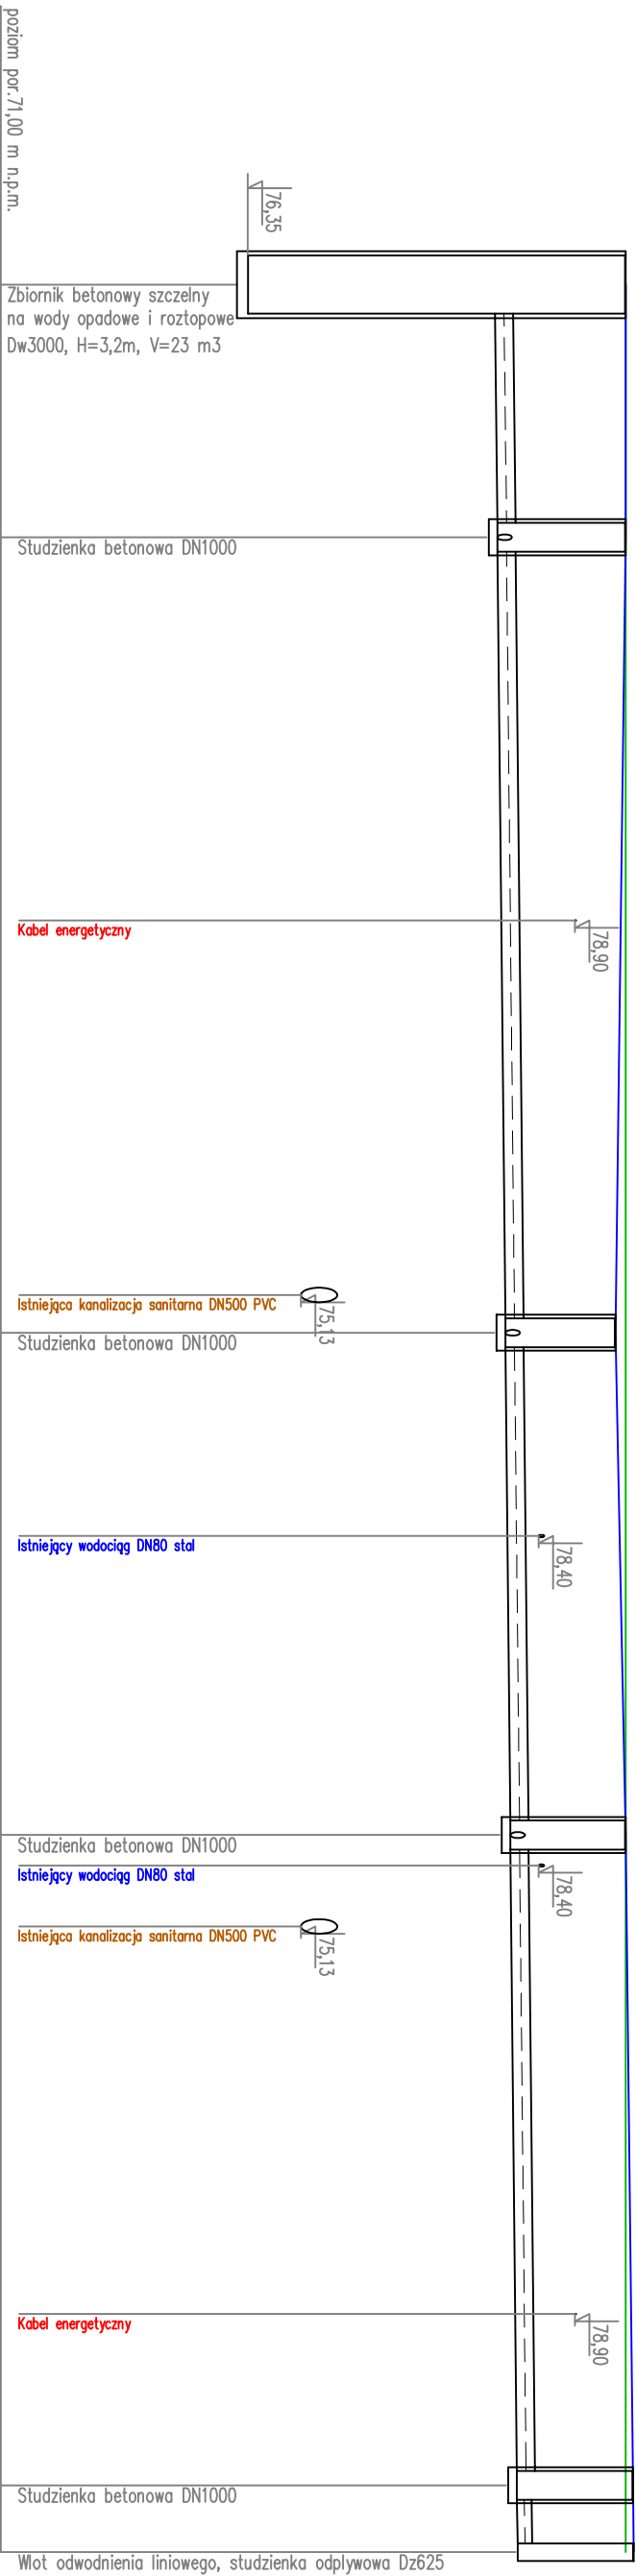 poziom por.71,00 m n.p.m.
76,35
Zbiornik betonowy szczelny
na wody opadowe i roztopowe
Dw3000, H=3,2m, V=23 m3
Studzienka betonowa DN1000
Kabel energetyczny
78,90
Istniejąca kanalizacja sanitarna DN500 PVC
75,13
Studzienka betonowa DN1000
Istniejący wodociąg DN80 stal
78,40
Studzienka betonowa DN1000
Istniejący wodociąg DN80 stal
78,40
Istniejąca kanalizacja sanitarna DN500 PVC
75,13
Kabel energetyczny
78,90
Studzienka betonowa DN1000
Wlot odwodnienia liniowego, studzienka odpływowa Dz625